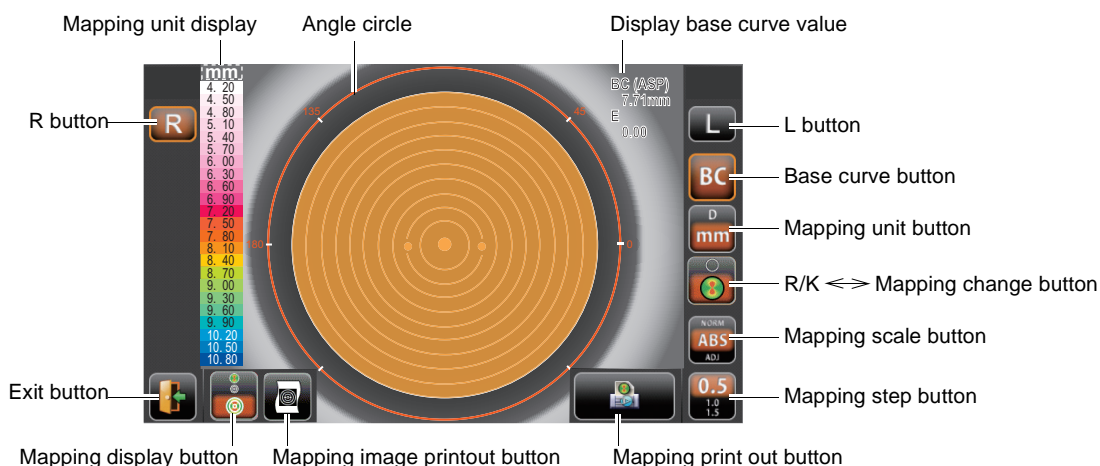 Mapping unit display
Angle circle
Display base curve value
mm
4. 20
4. 50
4. 80
5. 10
5. 40
5. 70
6. 00
6. 30
6. 60
6. 90
7. 20
7. 50
7. 80
8. 10
8. 40
8. 70
9. 00
9. 30
9. 60
9. 90
10. 20
10. 50
10. 80
BC (ASP)
7.71mm
E
0.00
135
45
80
0
R button
R
L
L button
BC
Base curve button
D
mm
Mapping unit button
R/K <=> Mapping change button
NORM
ABS
ADJ
Mapping scale button
Exit button
0.5
1.0
1.5
Mapping step button
Mapping display button
Mapping image printout button
Mapping print out button